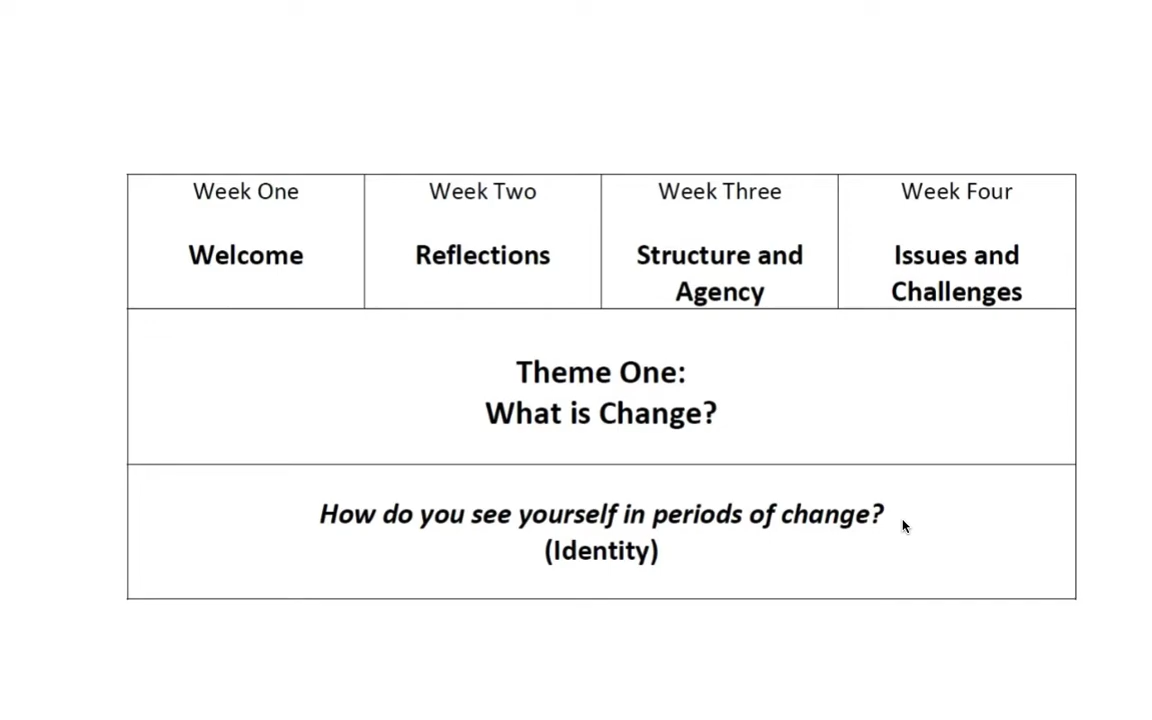 Week One
Welcome
Week Two
Reflections
Week Three
Structure and
Agency
Week Four
Issues and
Challenges
Theme One:
What is Change?
How do you see yourself in periods of change?
(Identity)